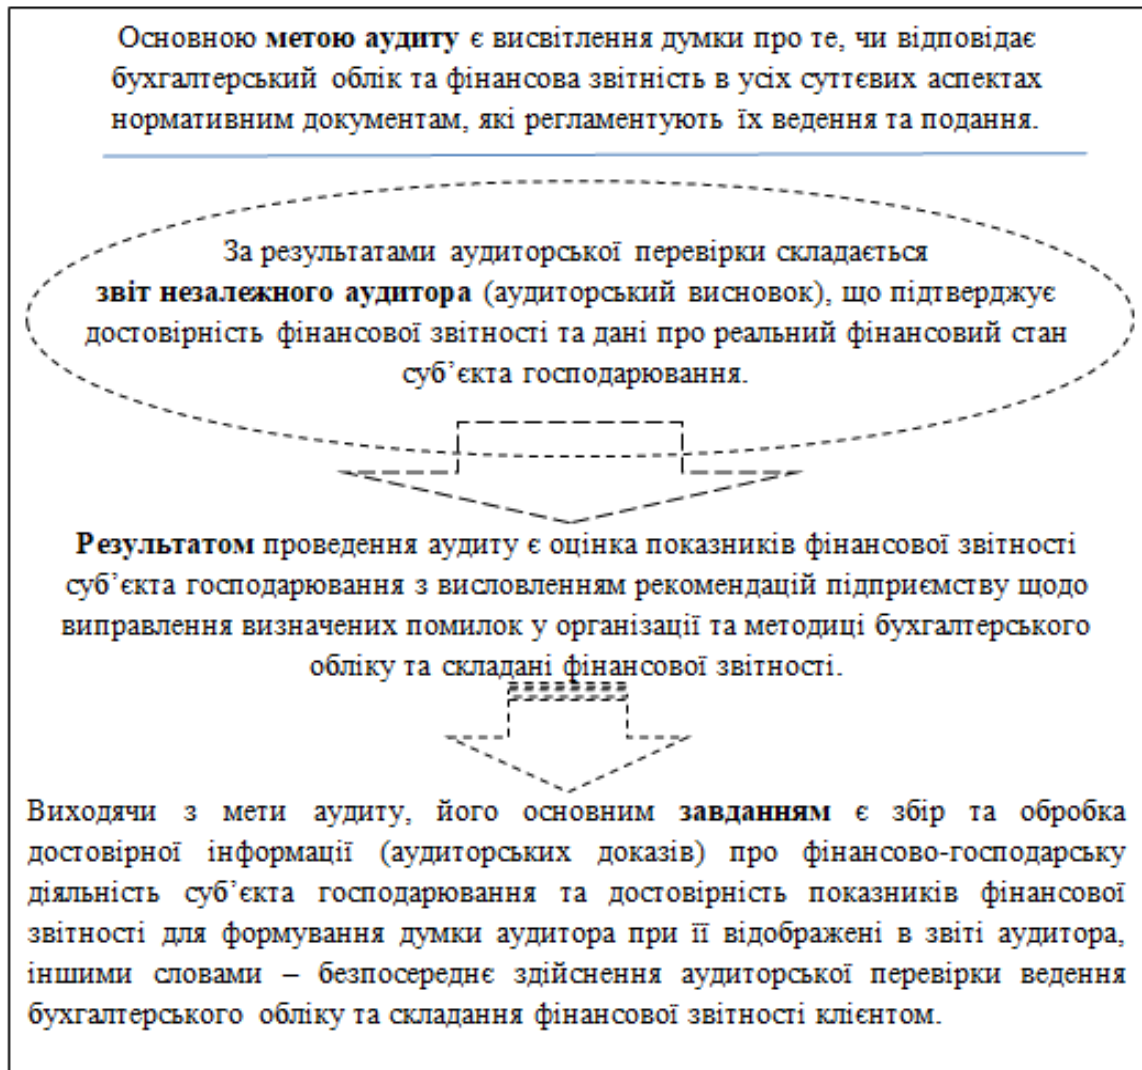 Основною метою аудиту є висвітлення думки про те, чи відповідає
бухгалтерський облік та фінансова звітність в усіх суттєвих аспектах
нормативним документам, які регламентують їх ведення та подання.
За результатами аудиторської перевірки складається
звіт незалежного аудитора (аудиторський висновок), що підтверджує
достовірність фінансової звітності та дані про реальний фінансовий стан
суб’єкта господарювання.
Результатом проведення аудиту є оцінка показників фінансової звітності
суб’єкта господарювання з висловленням рекомендацій підприємству щодо
виправлення визначених помилок у організації та методиці бухгалтерського
обліку та складані фінансової звітності.
Виходячи з мети аудиту, його основним завданням є збір та обробка
достовірної інформації (аудиторських доказів) про фінансово-господарську
діяльність суб’єкта господарювання та достовірність показників фінансової
звітності для формування думки аудитора при її відображені в звіті аудитора,
іншими словами – безпосереднє здійснення аудиторської перевірки ведення
бухгалтерського обліку та складання фінансової звітності клієнтом.